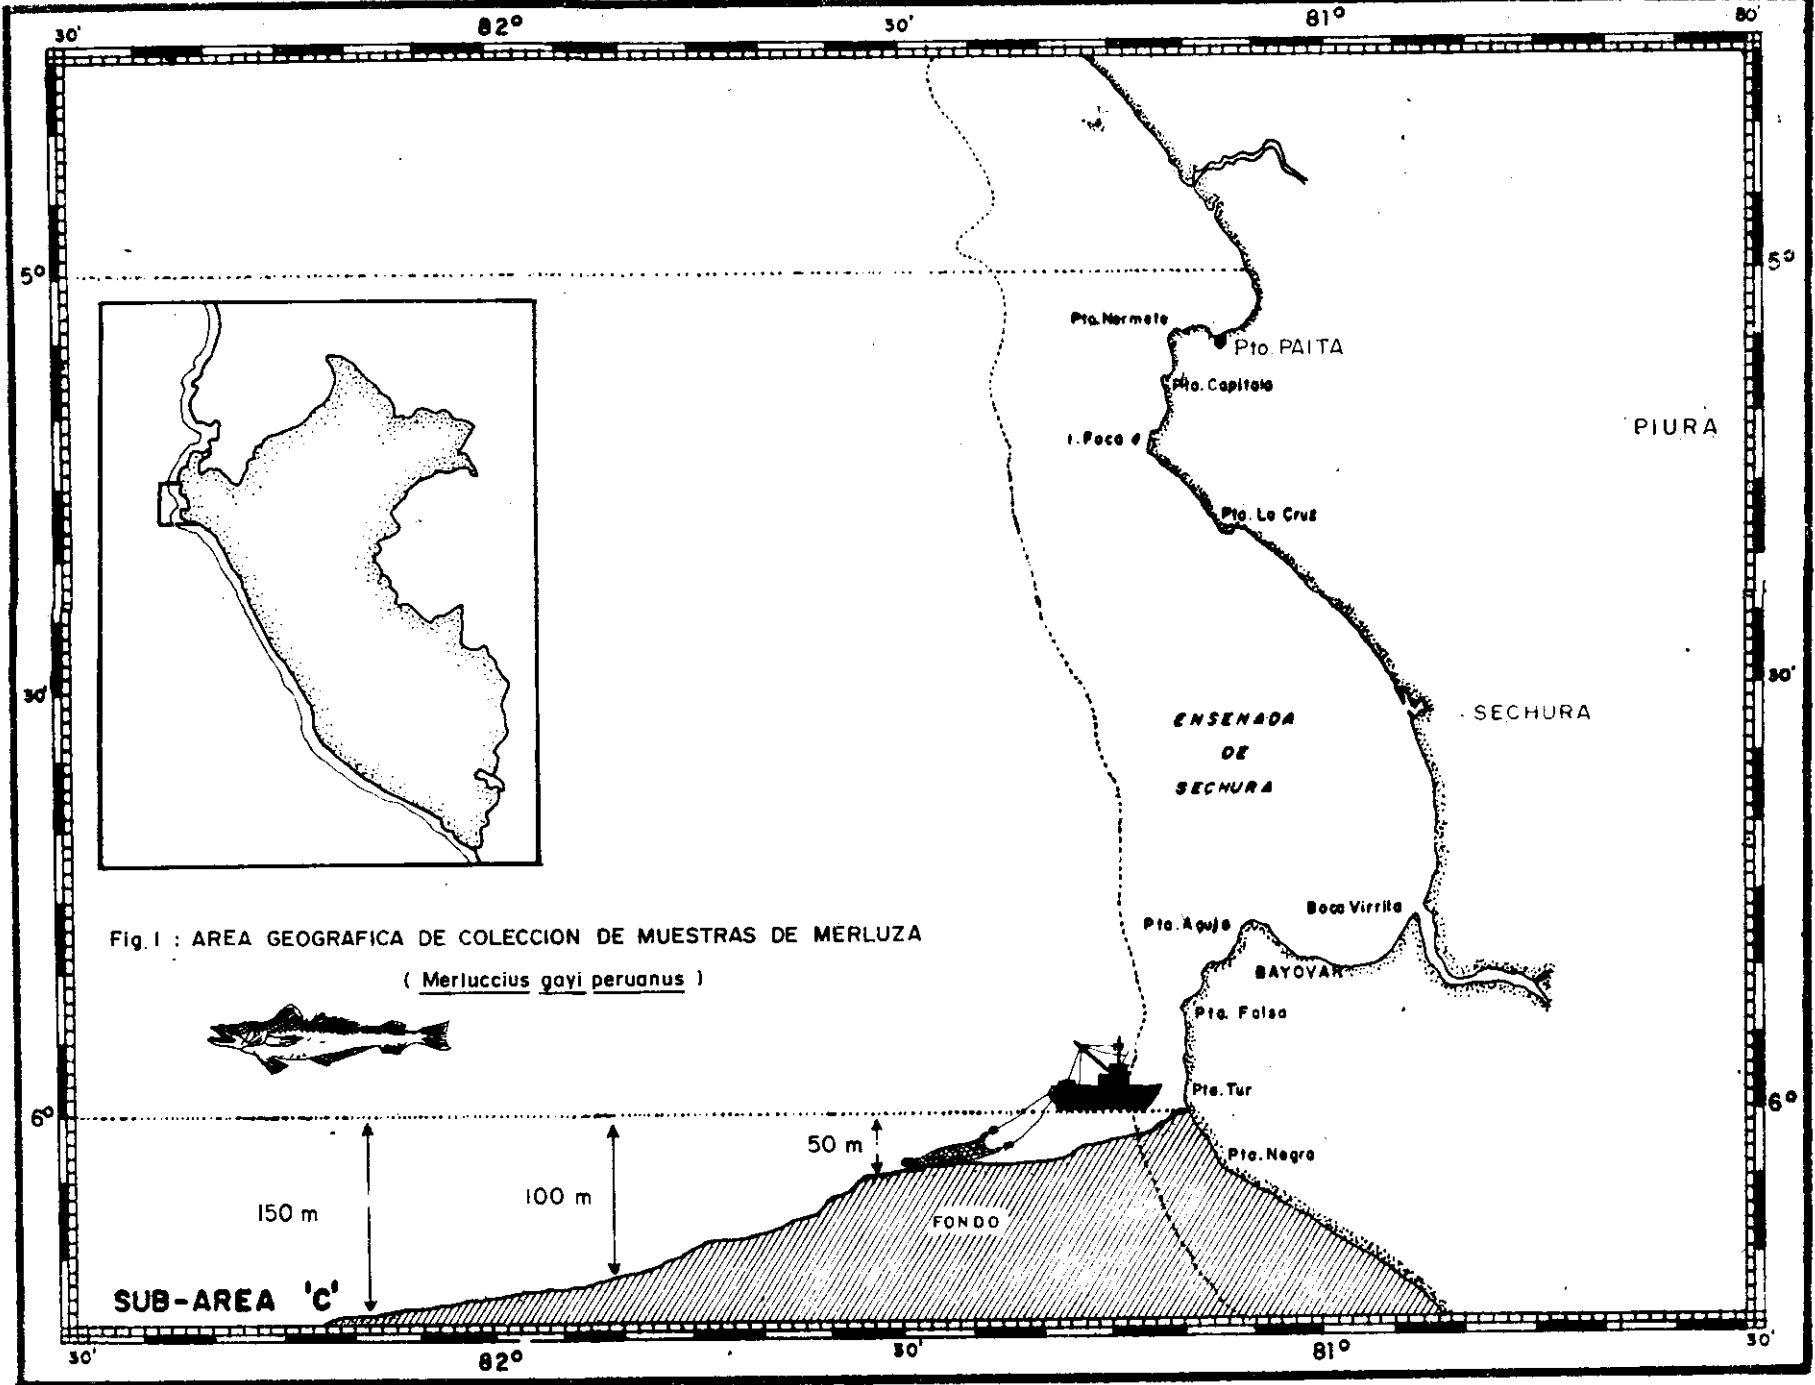 30' 82° 30' 81° 80'
5° 5°
Pta. Nermete
Pto. PAITA
Pta. Capitola
I. Foca
PIURA
Pta. La Cruz
30' 30'
SECHURA
ENSENADA
DE
SECHURA
Boca Virrila
Pta. Aguja
BAYOVAR
Fig. 1 : AREA GEOGRAFICA DE COLECCION DE MUESTRAS DE MERLUZA
( Merluccius gayi peruanus )
Pta. Falsa
Pta. Tur
6° 6°
50 m
Pta. Negra
100 m
150 m
FONDO
SUB-AREA 'C'
30' 82° 30' 81° 30'